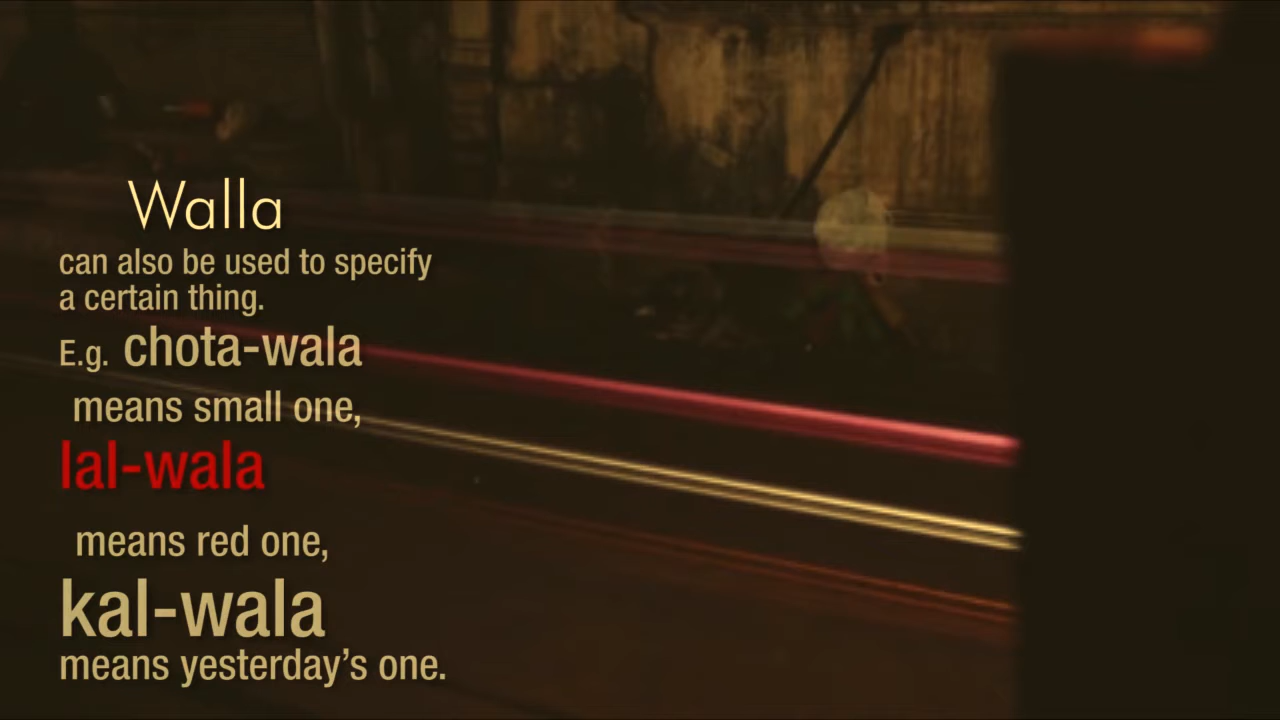 Walla
can also be used to specify
a certain thing.
E.g. chota-wala
means small one,
lal-wala
means red one,
kal-wala
means yesterday's one.